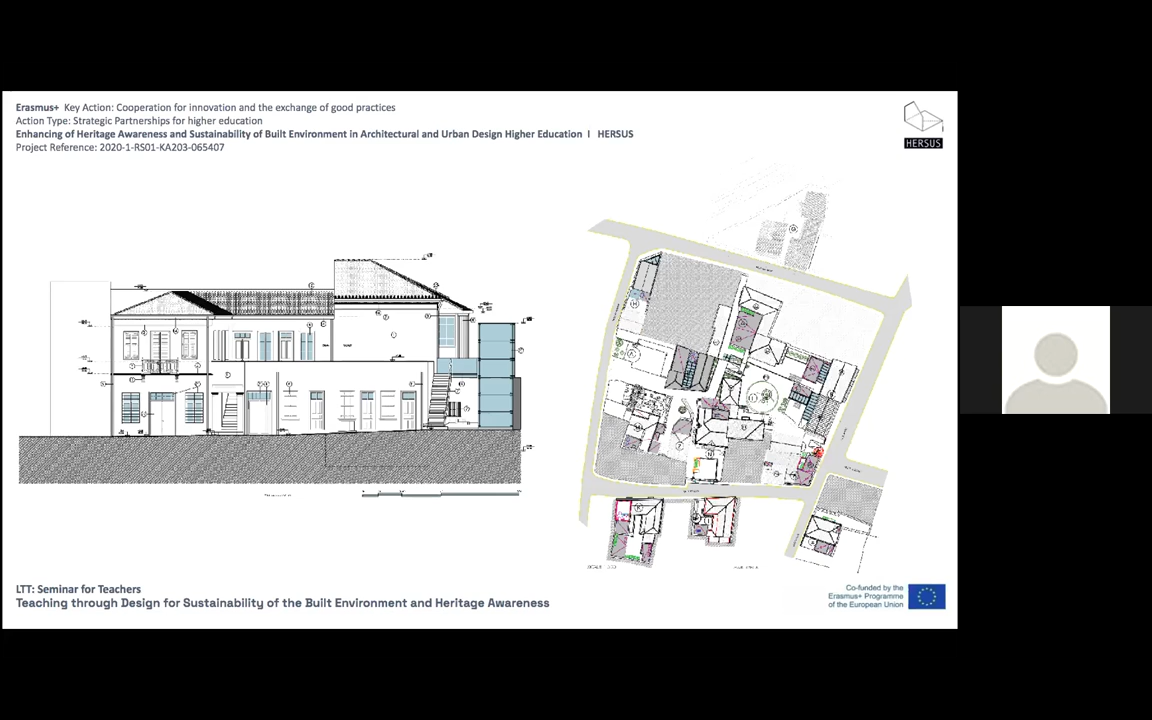 Erasmus+ Key Action: Cooperation for innovation and the exchange of good practices
Action Type: Strategic Partnerships for higher education
Enhancing of Heritage Awareness and Sustainability of Built Environment in Architectural and Urban Design Higher Education I HERSUS
Project Reference: 2020-1-RS01-KA203-065407
HERSUS
LTT: Seminar for Teachers
Teaching through Design for Sustainability of the Built Environment and Heritage Awareness
Co-funded by the
Erasmus+ Programme
of the European Union